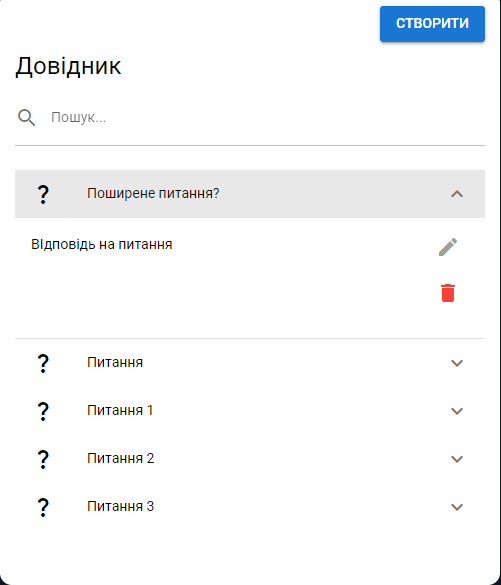 СТВОРИТИ
Довідник
Пошук...
? Поширене питання?
ВІдповідь на питання
? Питання
? Питання 1
? Питання 2
? Питання 3